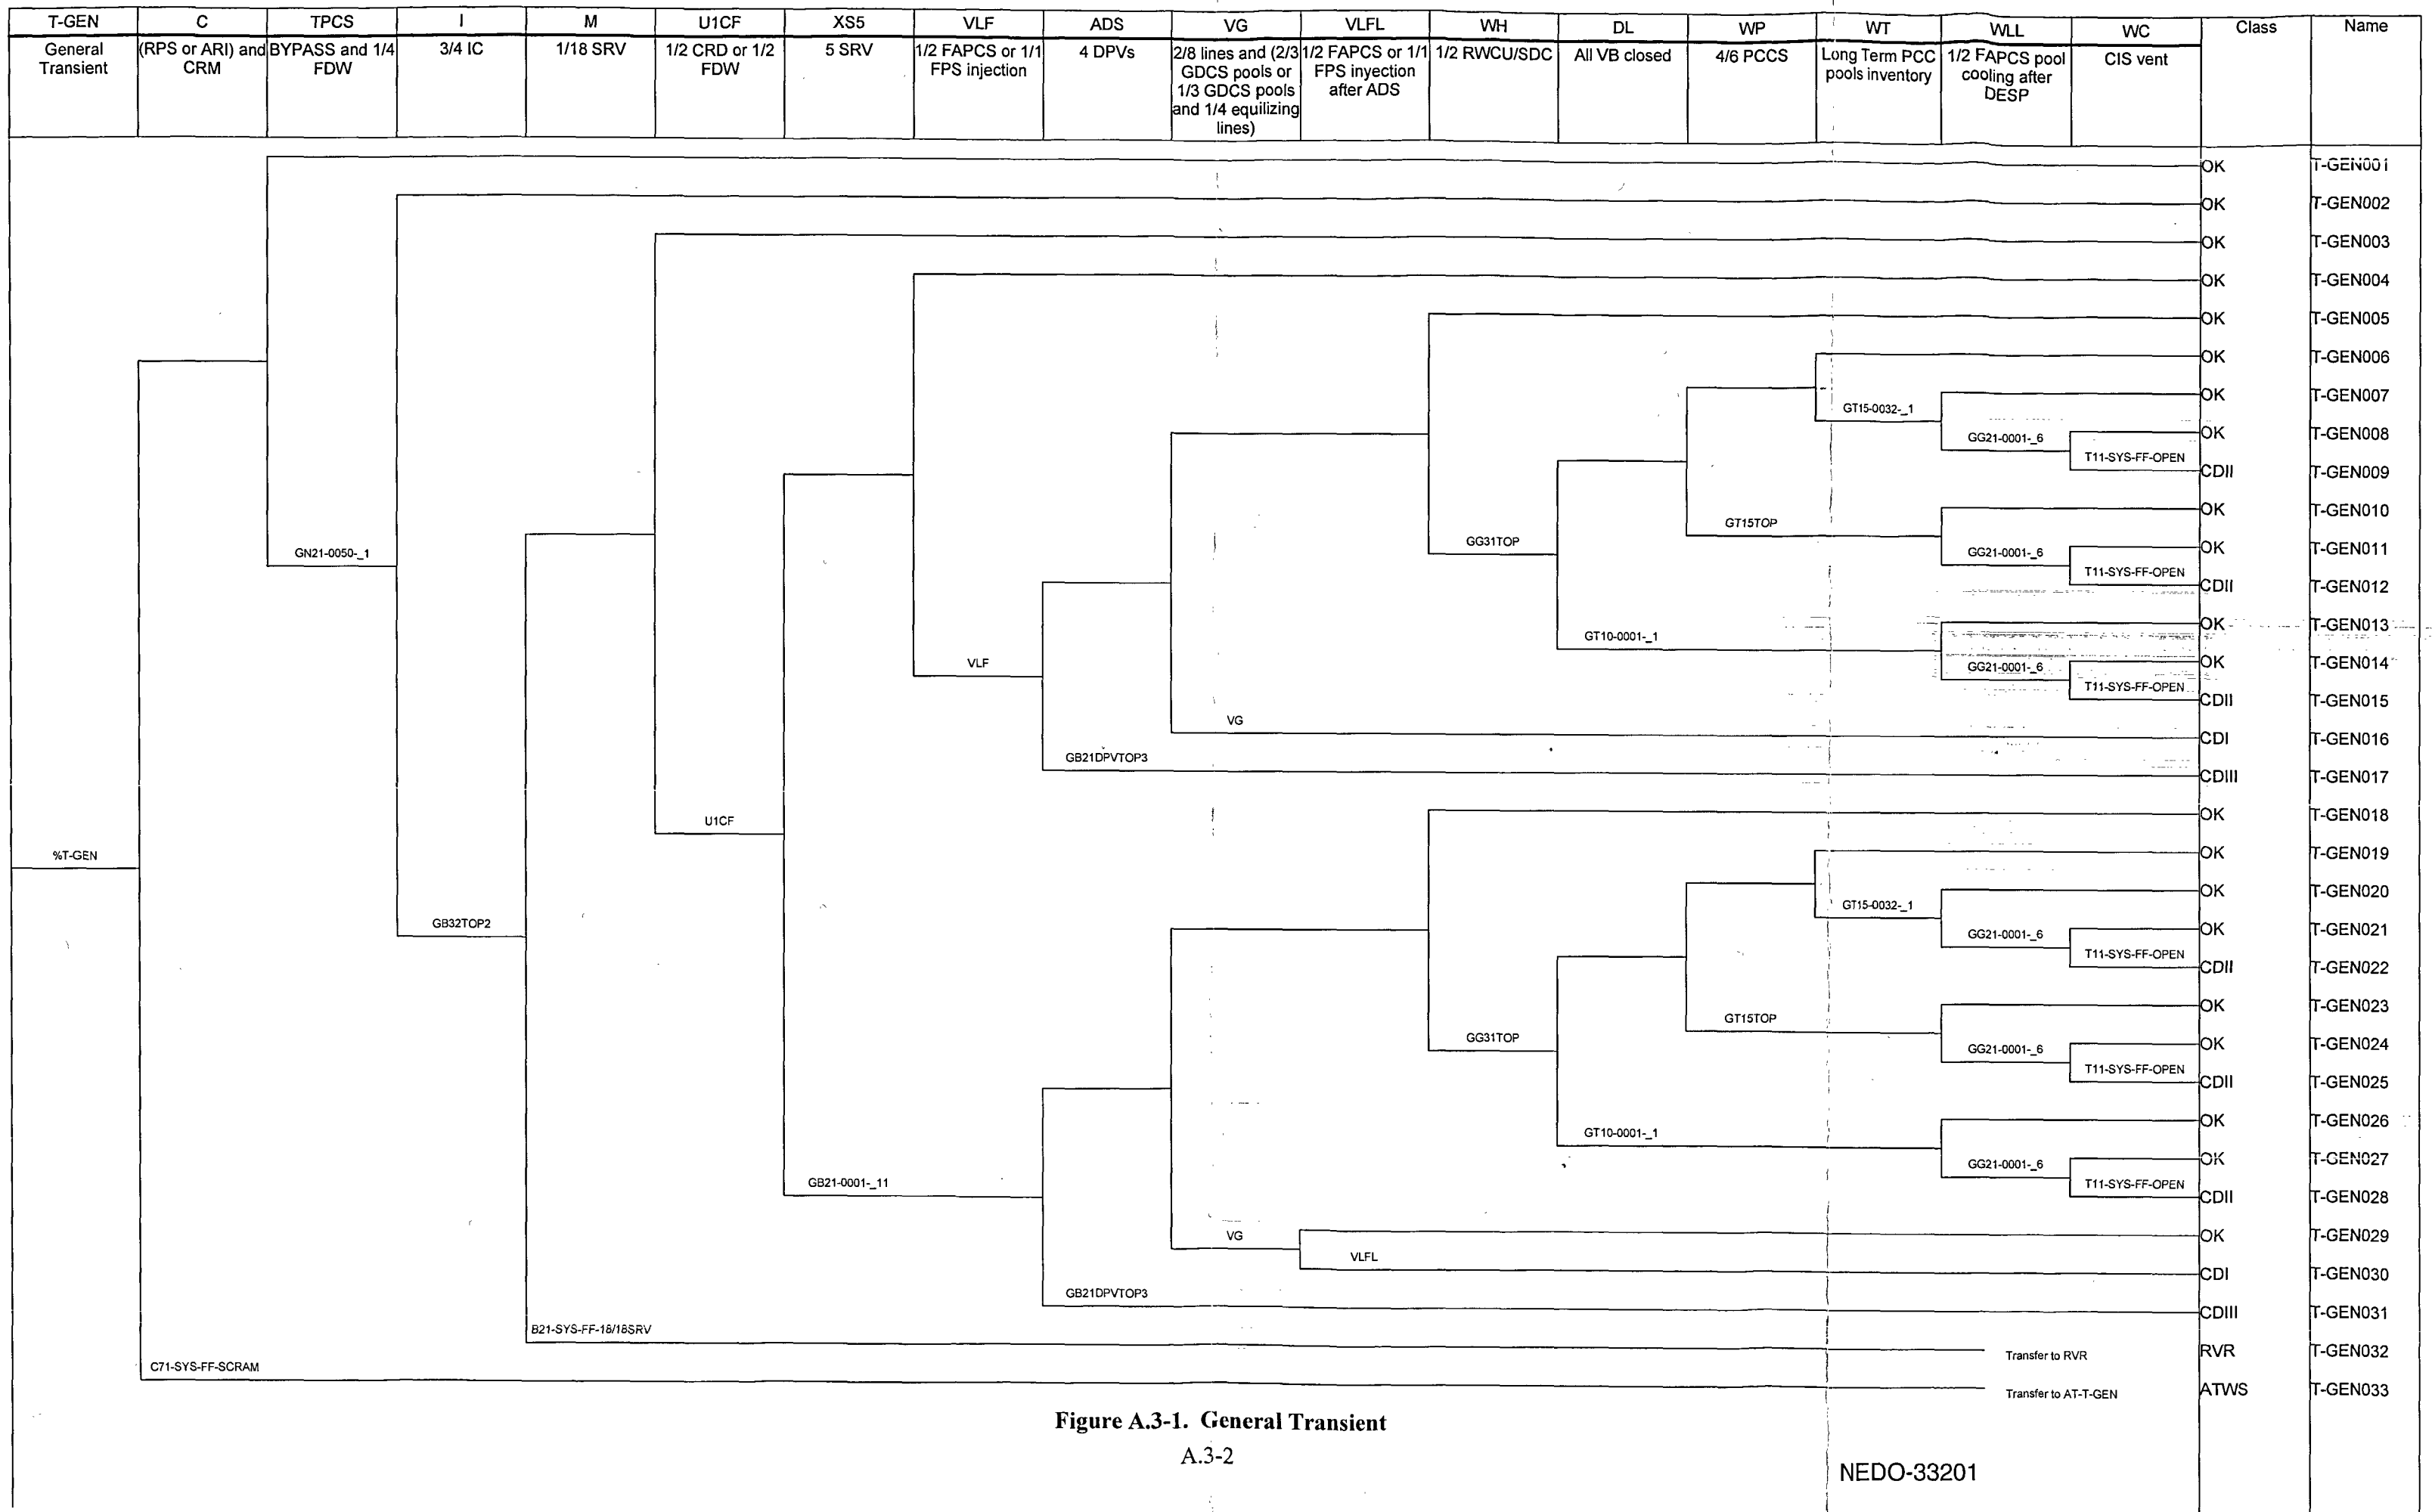 T-GEN C TPCS I M U1CF XS5 VLF ADS VG VLFL WH DL WP WT WLL WC Class Name
General Transient
(RPS or ARI) and CRM
BYPASS and 1/4 FDW
3/4 IC
1/18 SRV
1/2 CRD or 1/2 FDW
5 SRV
1/2 FAPCS or 1/1 FPS injection
4 DPVs
2/8 lines and (2/3 GDCS pools or 1/3 GDCS pools and 1/4 equilizing lines)
1/2 FAPCS or 1/1 FPS inyection after ADS
1/2 RWCU/SDC
All VB closed
4/6 PCCS
Long Term PCC pools inventory
1/2 FAPCS pool cooling after DESP
CIS vent
OK T-GEN001
OK T-GEN002
OK T-GEN003
OK T-GEN004
OK T-GEN005
OK T-GEN006
OK T-GEN007
GT15-0032-_1
OK T-GEN008
GG21-0001-_6
T11-SYS-FF-OPEN
CDII T-GEN009
OK T-GEN010
GT15TOP
GG31TOP
OK T-GEN011
GN21-0050-_1
GG21-0001-_6
T11-SYS-FF-OPEN
CDII T-GEN012
OK T-GEN013
GT10-0001-_1
VLF
OK T-GEN014
GG21-0001-_6
T11-SYS-FF-OPEN
CDII T-GEN015
VG
CDI T-GEN016
GB21DPVTOP3
CDIII T-GEN017
U1CF
OK T-GEN018
%T-GEN
OK T-GEN019
OK T-GEN020
GT15-0032-_1
GB32TOP2
OK T-GEN021
GG21-0001-_6
T11-SYS-FF-OPEN
CDII T-GEN022
OK T-GEN023
GT15TOP
GG31TOP
OK T-GEN024
GG21-0001-_6
T11-SYS-FF-OPEN
CDII T-GEN025
OK T-GEN026
GT10-0001-_1
OK T-GEN027
GG21-0001-_6
GB21-0001-_11
T11-SYS-FF-OPEN
CDII T-GEN028
VG
OK T-GEN029
VLFL
CDI T-GEN030
GB21DPVTOP3
CDIII T-GEN031
B21-SYS-FF-18/18SRV
Transfer to RVR RVR T-GEN032
C71-SYS-FF-SCRAM
Transfer to AT-T-GEN ATWS T-GEN033
Figure A.3-1. General Transient
A.3-2
NEDO-33201